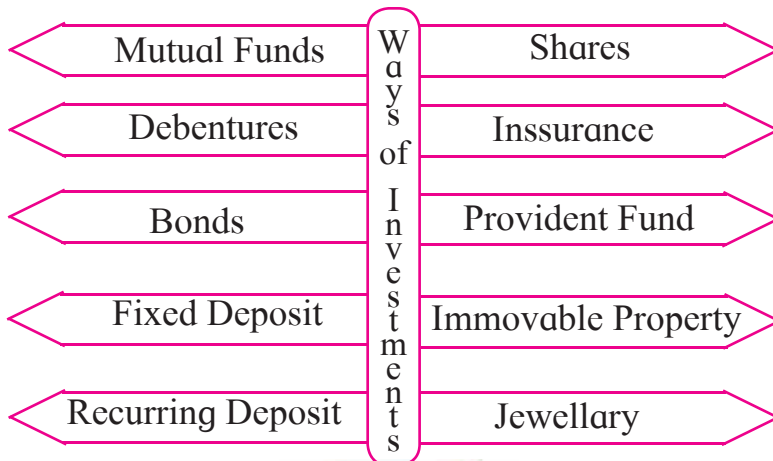 Mutual Funds
Shares
Debentures
Inssurance
Bonds
Provident Fund
Fixed Deposit
Immovable Property
Recurring Deposit
Jewellary
Ways of Investments